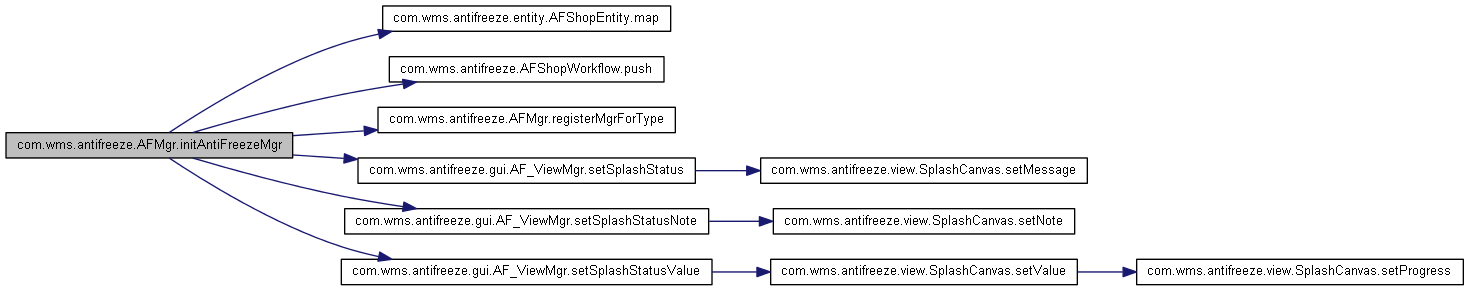 com.wms.antifreeze.entity.AFShopEntity.map
com.wms.antifreeze.AFShopWorkflow.push
com.wms.antifreeze.AFMgr.registerMgrForType
com.wms.antifreeze.AFMgr.initAntiFreezeMgr
com.wms.antifreeze.gui.AF_ViewMgr.setSplashStatus
com.wms.antifreeze.view.SplashCanvas.setMessage
com.wms.antifreeze.gui.AF_ViewMgr.setSplashStatusNote
com.wms.antifreeze.view.SplashCanvas.setNote
com.wms.antifreeze.gui.AF_ViewMgr.setSplashStatusValue
com.wms.antifreeze.view.SplashCanvas.setValue
com.wms.antifreeze.view.SplashCanvas.setProgress